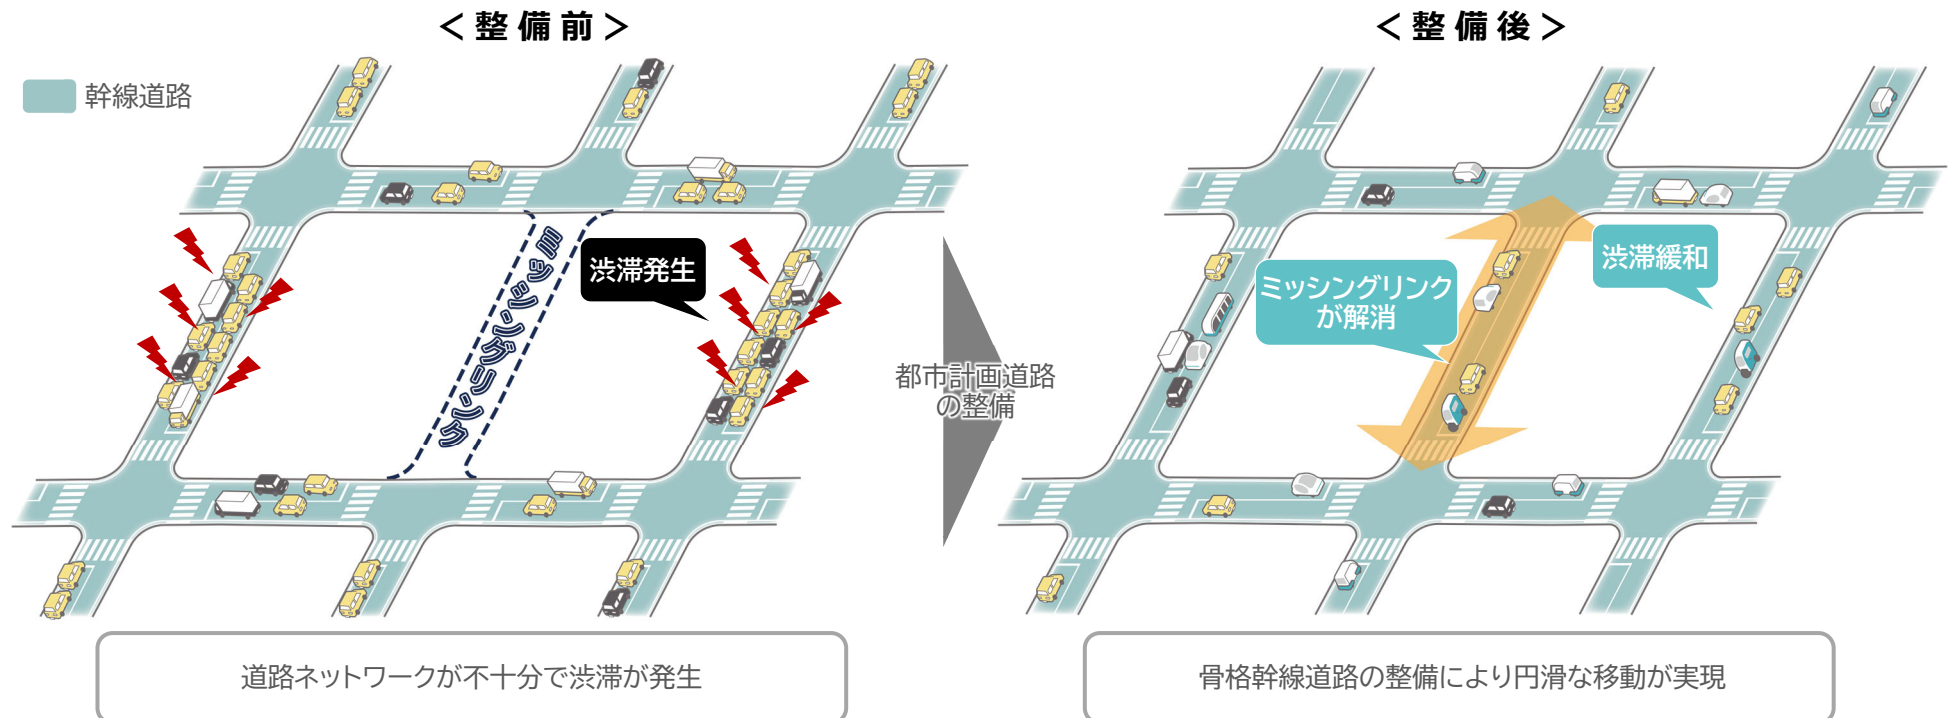 ＜整備前＞
幹線道路
ミッシングリンク
渋滞発生
道路ネットワークが不十分で渋滞が発生
都市計画道路
の整備
＜整備後＞
ミッシングリンク
が解消
渋滞緩和
骨格幹線道路の整備により円滑な移動が実現